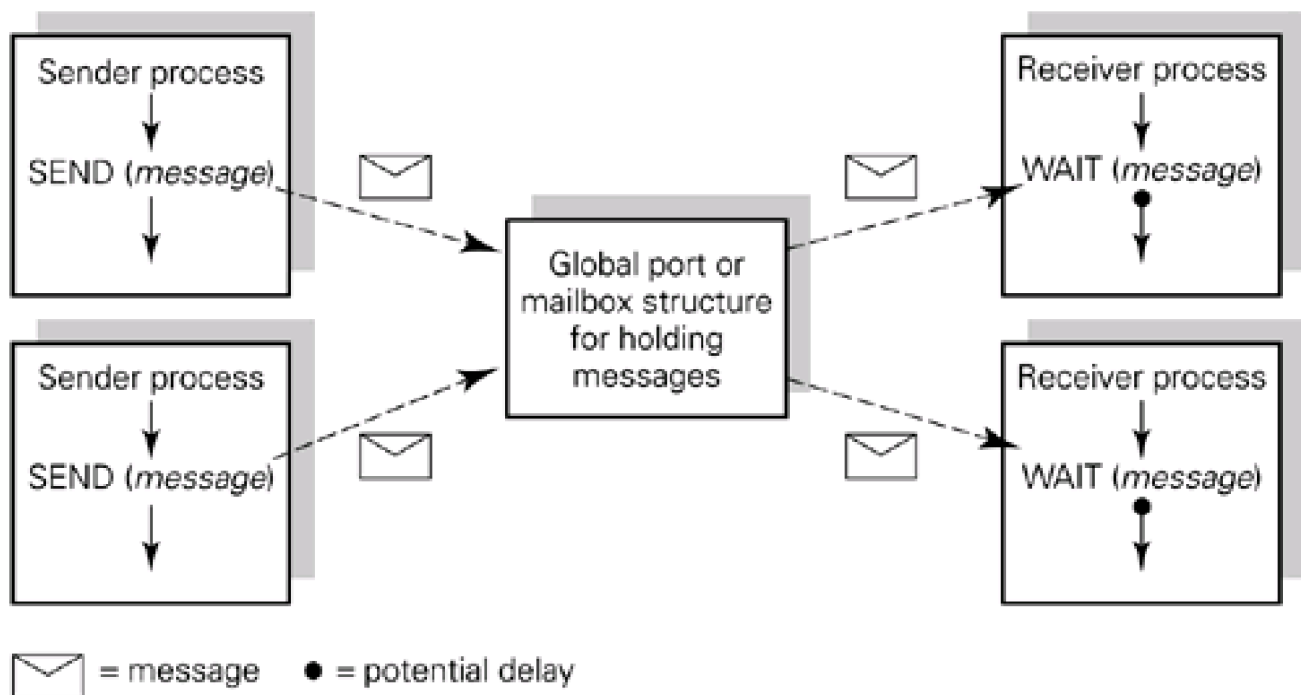 Sender process
SEND (message)
Sender process
SEND (message)
Global port or
mailbox structure
for holding
messages
Receiver process
WAIT (message)
Receiver process
WAIT (message)
= message
= potential delay